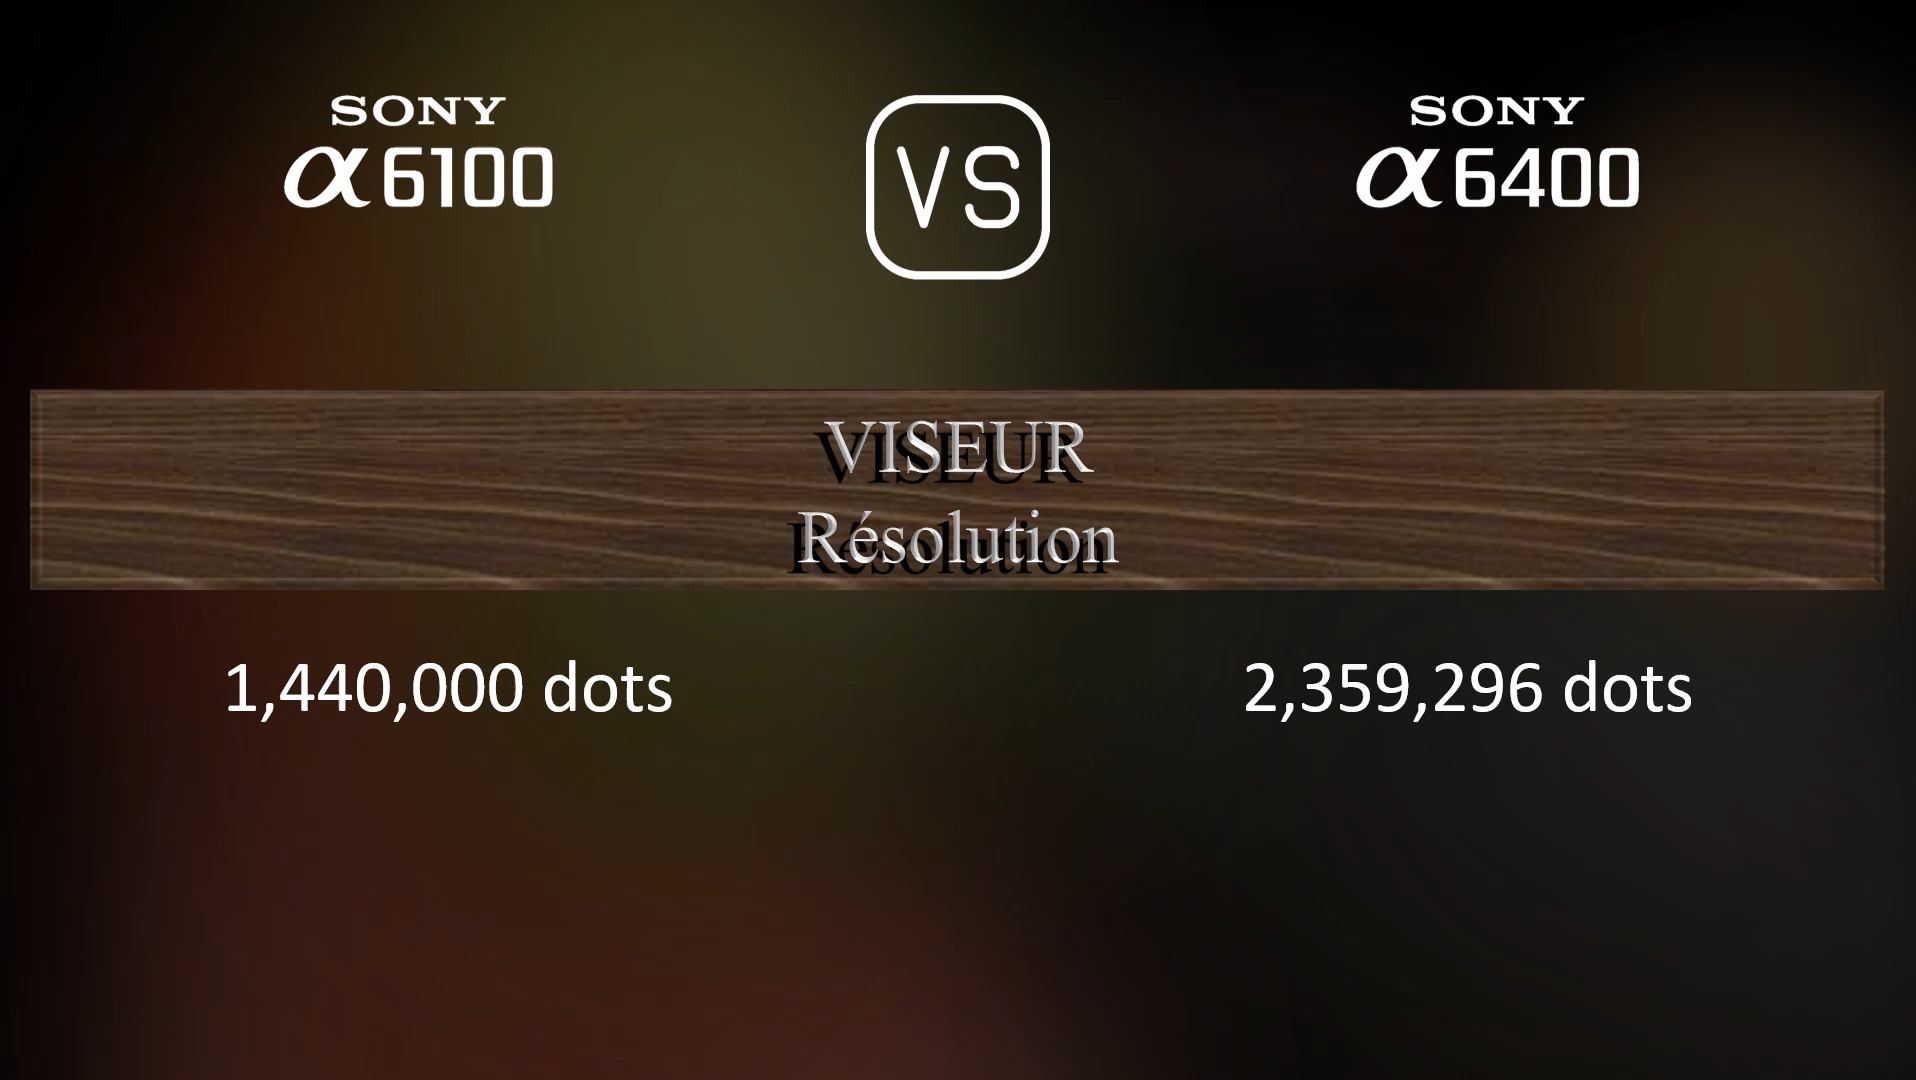 SONY
α6100
VS
SONY
α6400
VISEUR
Résolution
1,440,000 dots
2,359,296 dots